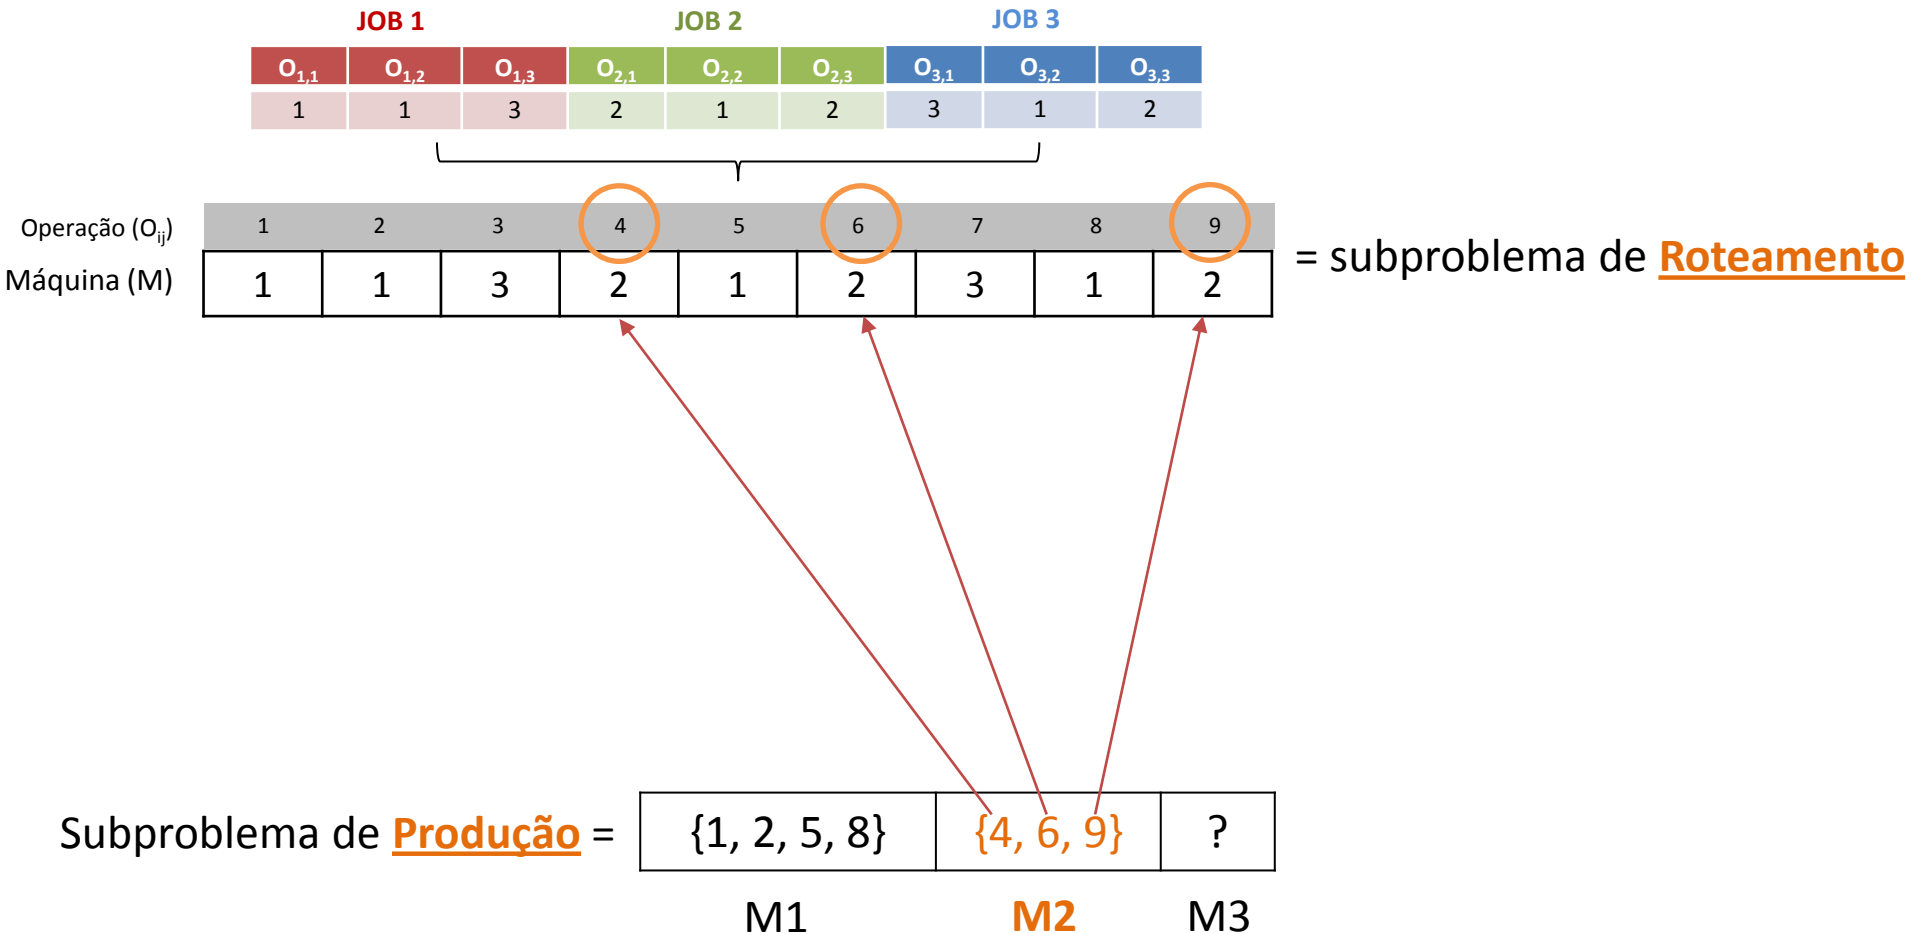 JOB 1 JOB 2 JOB 3
O1,1 O1,2 O1,3 O2,1 O2,2 O2,3 O3,1 O3,2 O3,3
1 1 3 2 1 2 3 1 2
Operação (Oij) 1 2 3 4 5 6 7 8 9
Máquina (M) 1 1 3 2 1 2 3 1 2
= subproblema de Roteamento
Subproblema de Produção = {1, 2, 5, 8} {4, 6, 9} ?
M1 M2 M3